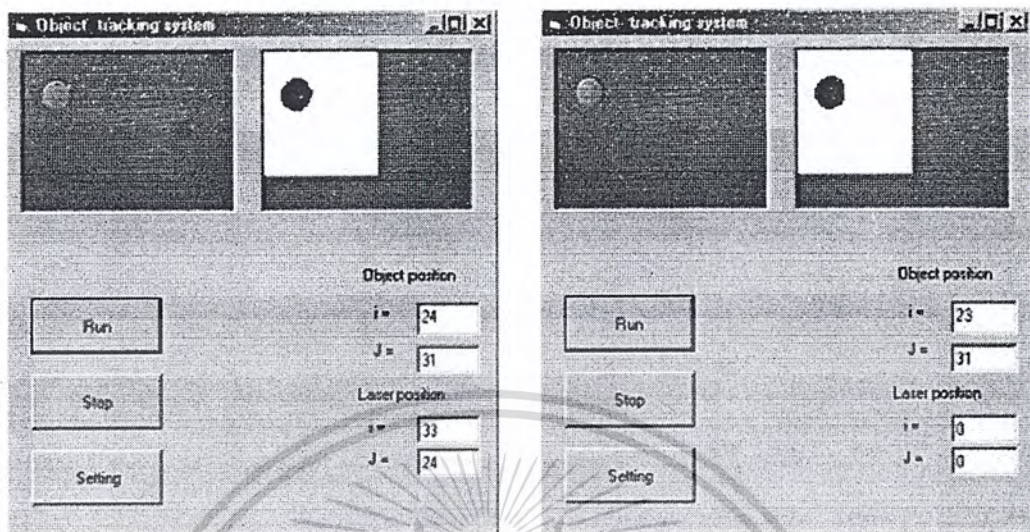 Object tracking system
Run
Stop
Setting
Object position
i = 24
J = 31
Laser position
i = 33
J = 24
Object tracking system
Run
Stop
Setting
Object position
i = 23
J = 31
Laser position
i = 0
J = 0